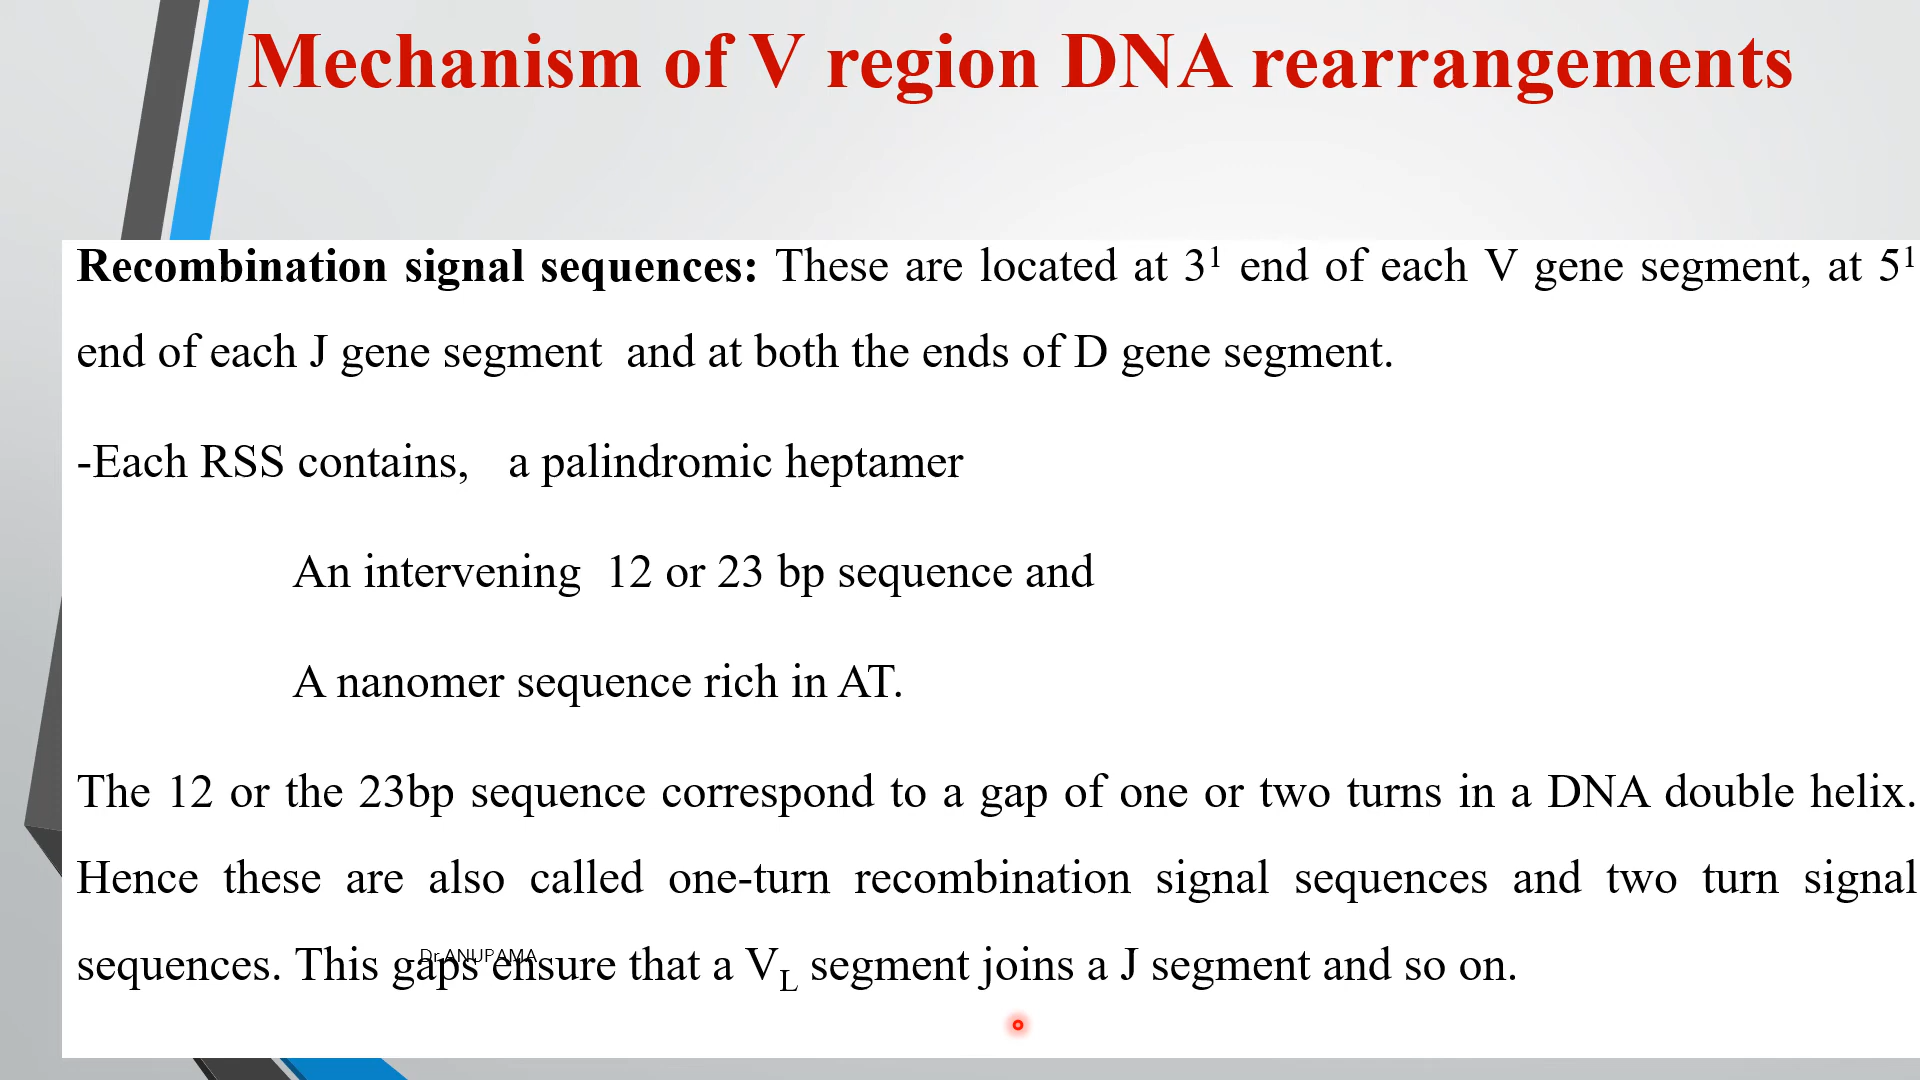 Mechanism of V region DNA rearrangements
Recombination signal sequences: These are located at 3¹ end of each V gene segment, at 5¹
end of each J gene segment and at both the ends of D gene segment.
-Each RSS contains, a palindromic heptamer
An intervening 12 or 23 bp sequence and
A nanomer sequence rich in AT.
The 12 or the 23bp sequence correspond to a gap of one or two turns in a DNA double helix.
Hence these are also called one-turn recombination signal sequences and two turn signal
sequences. This gaps ensure that a V_L segment joins a J segment and so on.
Dr.ANUPAMA